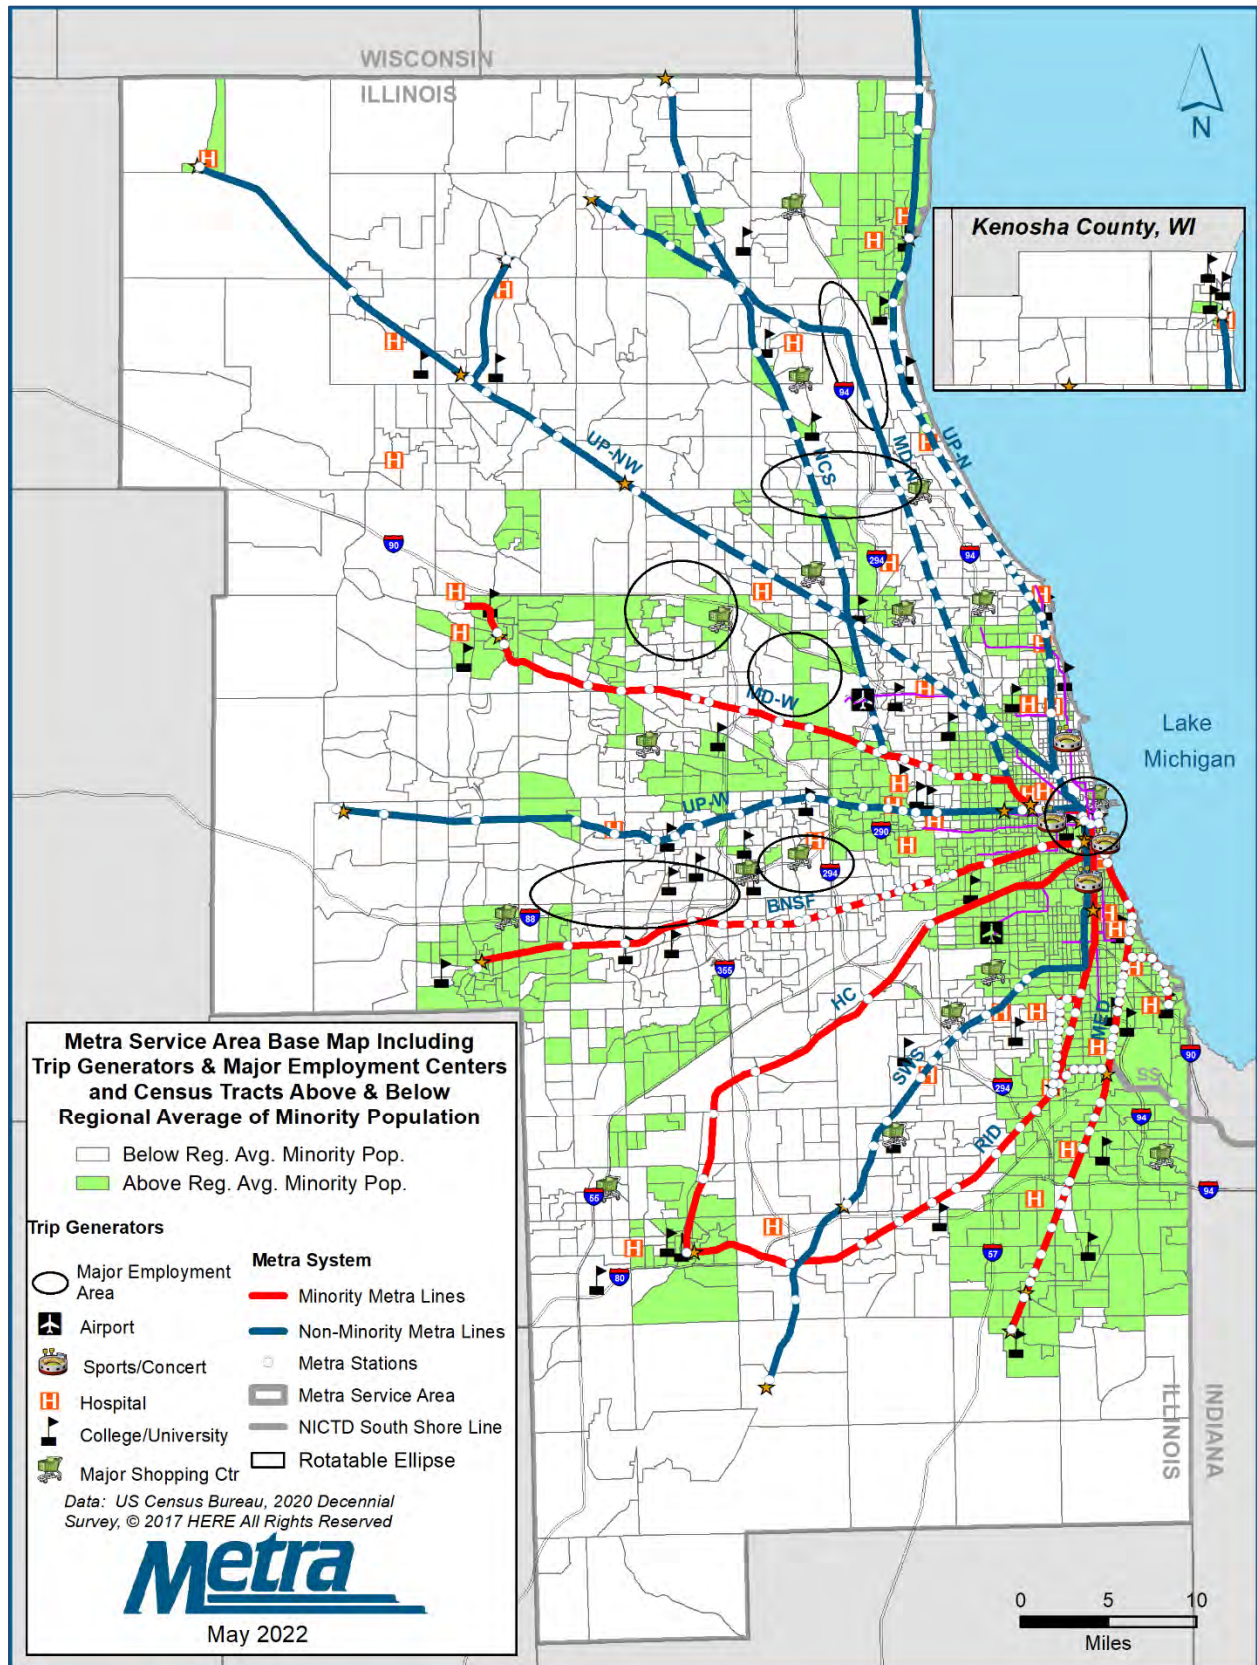 WISCONSIN
ILLINOIS
N
Kenosha County, WI
H
H
H
H
H
H
94
UP-N
MD-N
UP-NW
NCS
H
H
90
294
H
94
H
H
H
H
H
MD-W
H
H
H
Lake
Michigan
H
H
H
UP-W
H
H
H
290
H
H
294
BNSF
88
H
H
H
355
H
HC
H
H
H
MED
H
SWS
H
90
SS
294
H
94
RID
H
55
H
94
H
H
57
80
ILLINOIS
INDIANA
Metra Service Area Base Map Including
Trip Generators & Major Employment Centers
and Census Tracts Above & Below
Regional Average of Minority Population
Below Reg. Avg. Minority Pop.
Above Reg. Avg. Minority Pop.
Trip Generators
Major Employment
Area
Airport
Sports/Concert
H Hospital
College/University
Major Shopping Ctr
Metra System
Minority Metra Lines
Non-Minority Metra Lines
Metra Stations
Metra Service Area
NICTD South Shore Line
Rotatable Ellipse
Data: US Census Bureau, 2020 Decennial
Survey, © 2017 HERE All Rights Reserved
Metra
May 2022
0 5 10
Miles